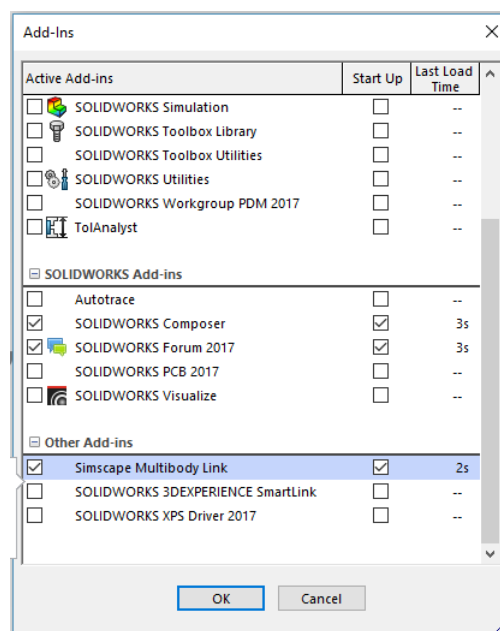 Add-Ins
Active Add-ins Start Up Last Load Time
SOLIDWORKS Simulation --
SOLIDWORKS Toolbox Library --
SOLIDWORKS Toolbox Utilities --
SOLIDWORKS Utilities --
SOLIDWORKS Workgroup PDM 2017 --
TolAnalyst --
SOLIDWORKS Add-ins
Autotrace --
SOLIDWORKS Composer 3s
SOLIDWORKS Forum 2017 3s
SOLIDWORKS PCB 2017 --
SOLIDWORKS Visualize --
Other Add-ins
Simscape Multibody Link 2s
SOLIDWORKS 3DEXPERIENCE SmartLink --
SOLIDWORKS XPS Driver 2017 --
OK Cancel